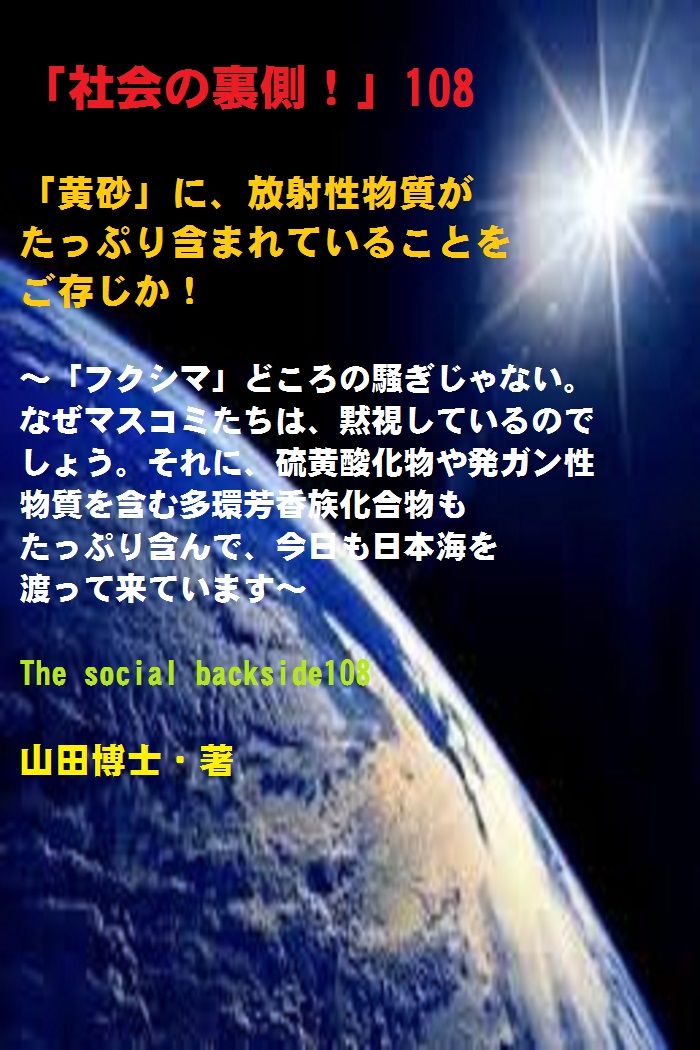 「社会の裏側！」108
「黄砂」に、放射性物質が
たっぷり含まれていることを
ご存じか！
～「フクシマ」どころの騒ぎじゃない。
なぜマスコミたちは、黙視しているので
しょう。それに、硫黄酸化物や発ガン性
物質を含む多環芳香族化合物も
たっぷり含んで、今日も日本海を
渡って来ています～
The social backside108
山田博士・著